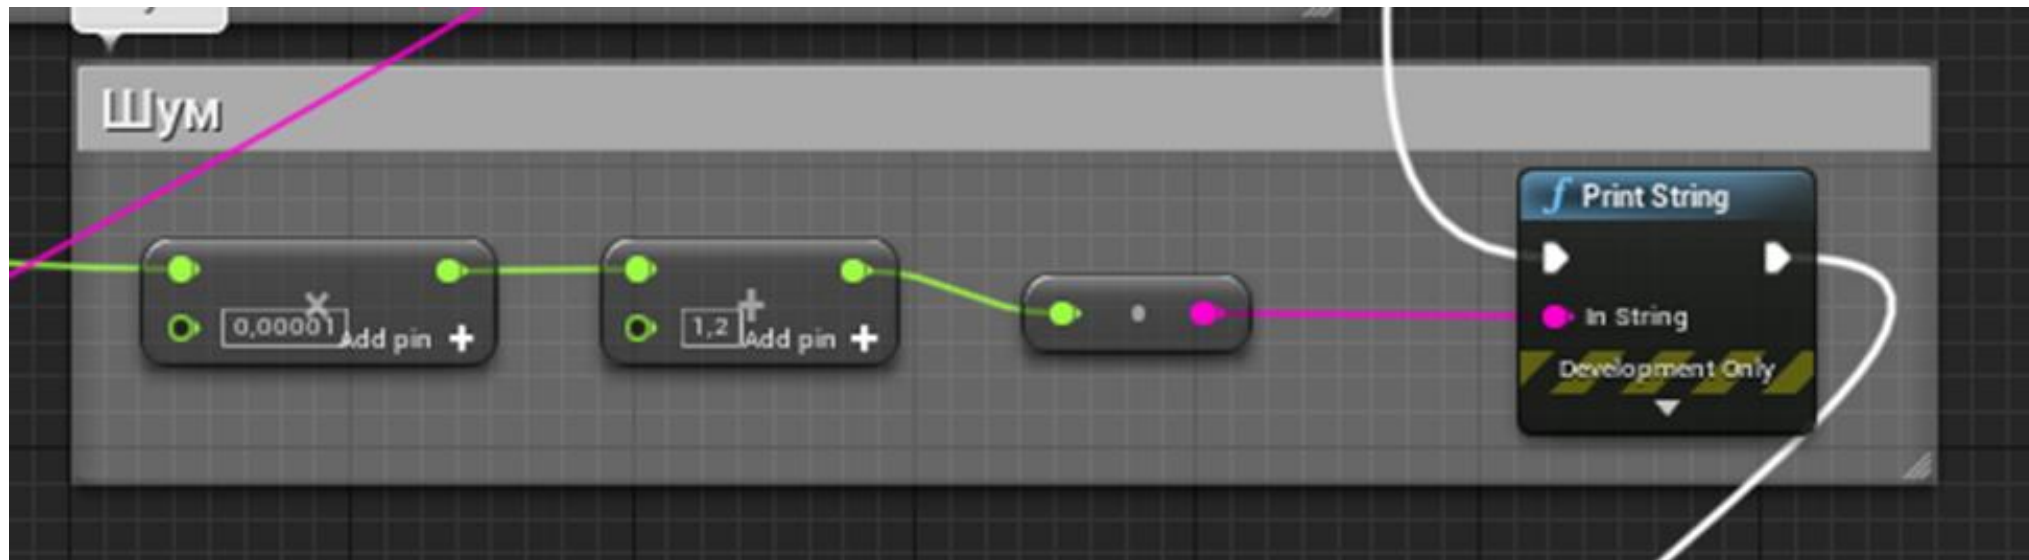 Шум
Print String
0,00001
Add pin
1,2
Add pin
In String
Development Only